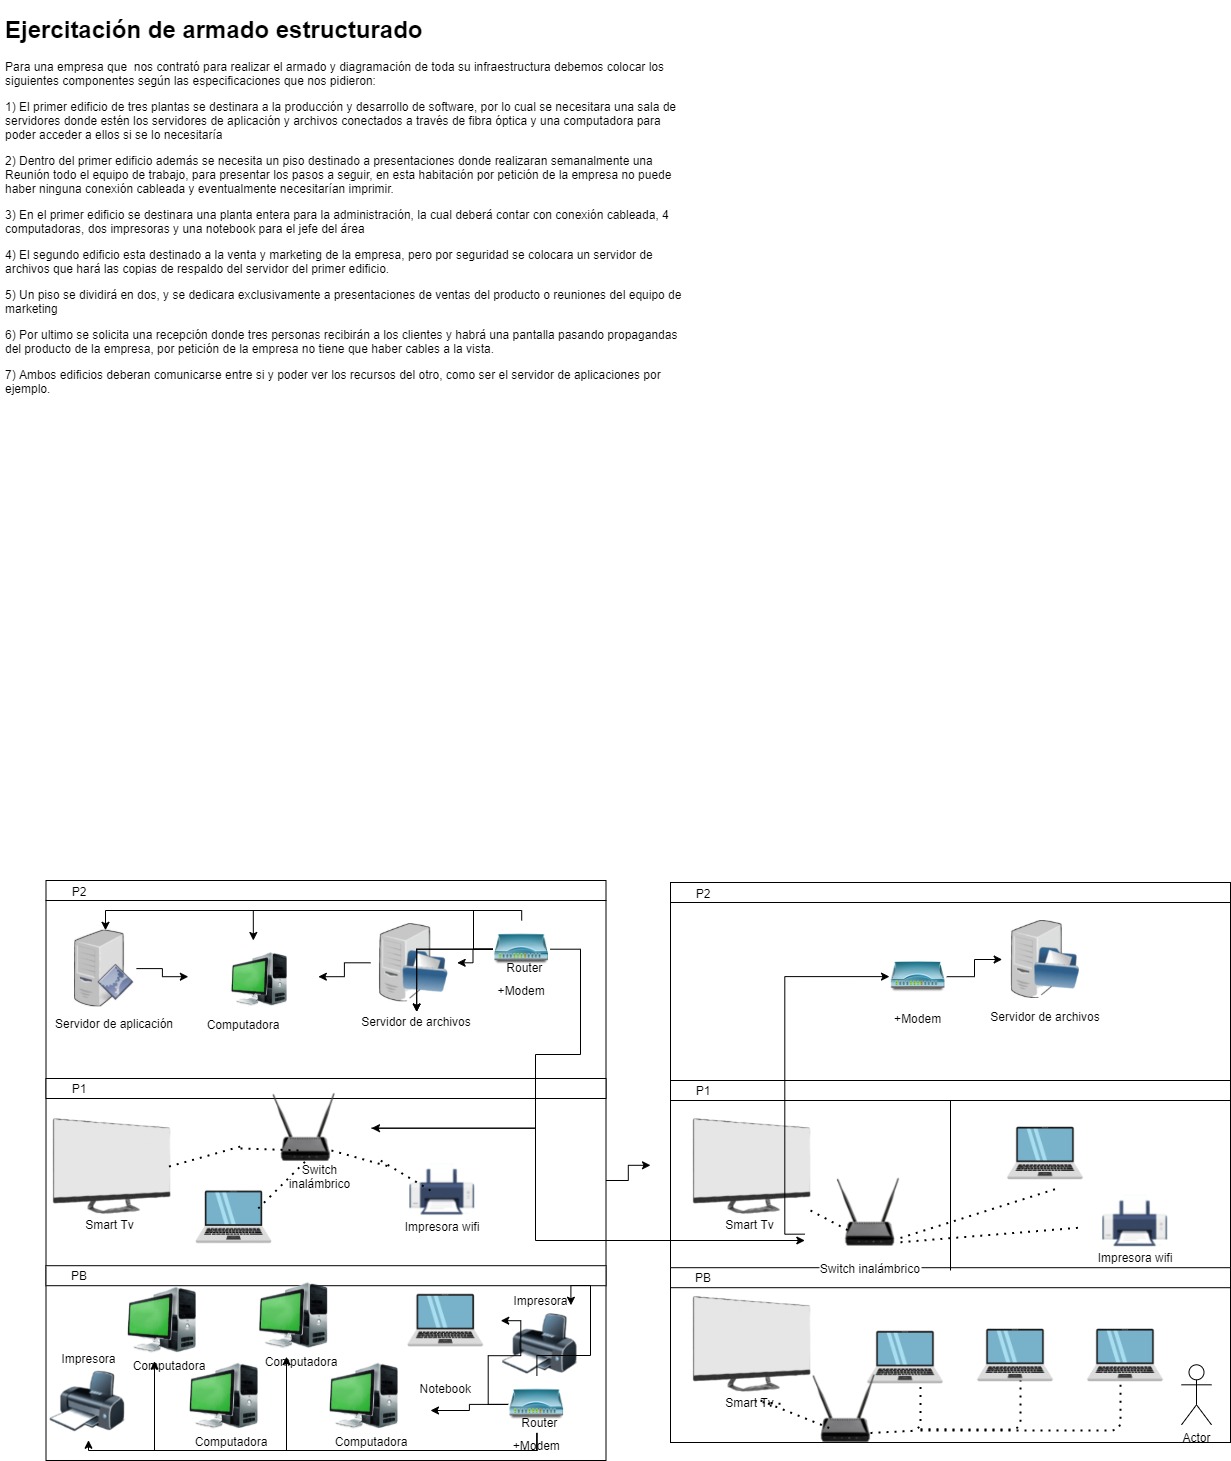 Ejercitación de armado estructurado
Para una empresa que  nos contrató para realizar el armado y diagramación de toda su infraestructura debemos colocar los
siguientes componentes según las especificaciones que nos pidieron:
1) El primer edificio de tres plantas se destinara a la producción y desarrollo de software, por lo cual se necesitara una sala de
servidores donde estén los servidores de aplicación y archivos conectados a través de fibra óptica y una computadora para
poder acceder a ellos si se lo necesitaría
2) Dentro del primer edificio además se necesita un piso destinado a presentaciones donde realizaran semanalmente una
Reunión todo el equipo de trabajo, para presentar los pasos a seguir, en esta habitación por petición de la empresa no puede
haber ninguna conexión cableada y eventualmente necesitarían imprimir.
3) En el primer edificio se destinara una planta entera para la administración, la cual deberá contar con conexión cableada, 4
computadoras, dos impresoras y una notebook para el jefe del área
4) El segundo edificio esta destinado a la venta y marketing de la empresa, pero por seguridad se colocara un servidor de
archivos que hará las copias de respaldo del servidor del primer edificio.
5) Un piso se dividirá en dos, y se dedicara exclusivamente a presentaciones de ventas del producto o reuniones del equipo de
marketing
6) Por ultimo se solicita una recepción donde tres personas recibirán a los clientes y habrá una pantalla pasando propagandas
del producto de la empresa, por petición de la empresa no tiene que haber cables a la vista.
7) Ambos edificios deberan comunicarse entre si y poder ver los recursos del otro, como ser el servidor de aplicaciones por
ejemplo.
P2
Router
+Modem
Servidor de aplicación
Computadora
Servidor de archivos
P1
Switch
inalámbrico
Smart Tv
Impresora wifi
PB
Impresora
Impresora
Computadora
Computadora
Notebook
Router
Computadora
Computadora
+Modem
P2
+Modem
Servidor de archivos
P1
Smart Tv
Impresora wifi
Switch inalámbrico
PB
Smart Tv
Actor